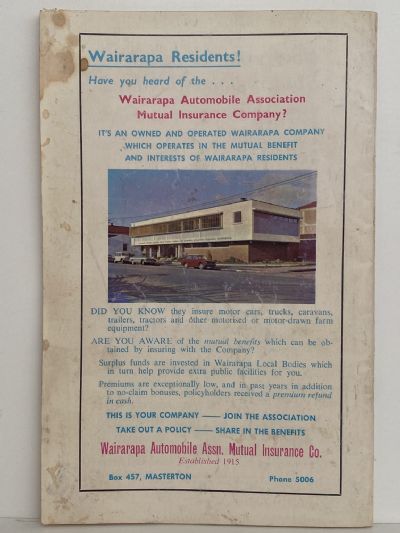 Wairarapa Residents!
Have you heard of the . . .
Wairarapa Automobile Association
Mutual Insurance Company?
IT'S AN OWNED AND OPERATED WAIRARAPA COMPANY
WHICH OPERATES IN THE MUTUAL BENEFIT
AND INTERESTS OF WAIRARAPA RESIDENTS
DID YOU KNOW they insure motor cars, trucks, caravans,
trailers, tractors and other motorised or motor-drawn farm
equipment?
ARE YOU AWARE of the mutual benefits which can be ob-
tained by insuring with the Company?
Surplus funds are invested in Wairarapa Local Bodies which
in turn help provide extra public facilities for you.
Premiums are exceptionally low, and in past years in addition
to no-claim bonuses, policyholders received a premium refund
in cash.
THIS IS YOUR COMPANY —— JOIN THE ASSOCIATION
TAKE OUT A POLICY —— SHARE IN THE BENEFITS
Wairarapa Automobile Assn. Mutual Insurance Co.
Established 1915
Box 457, MASTERTON Phone 5006